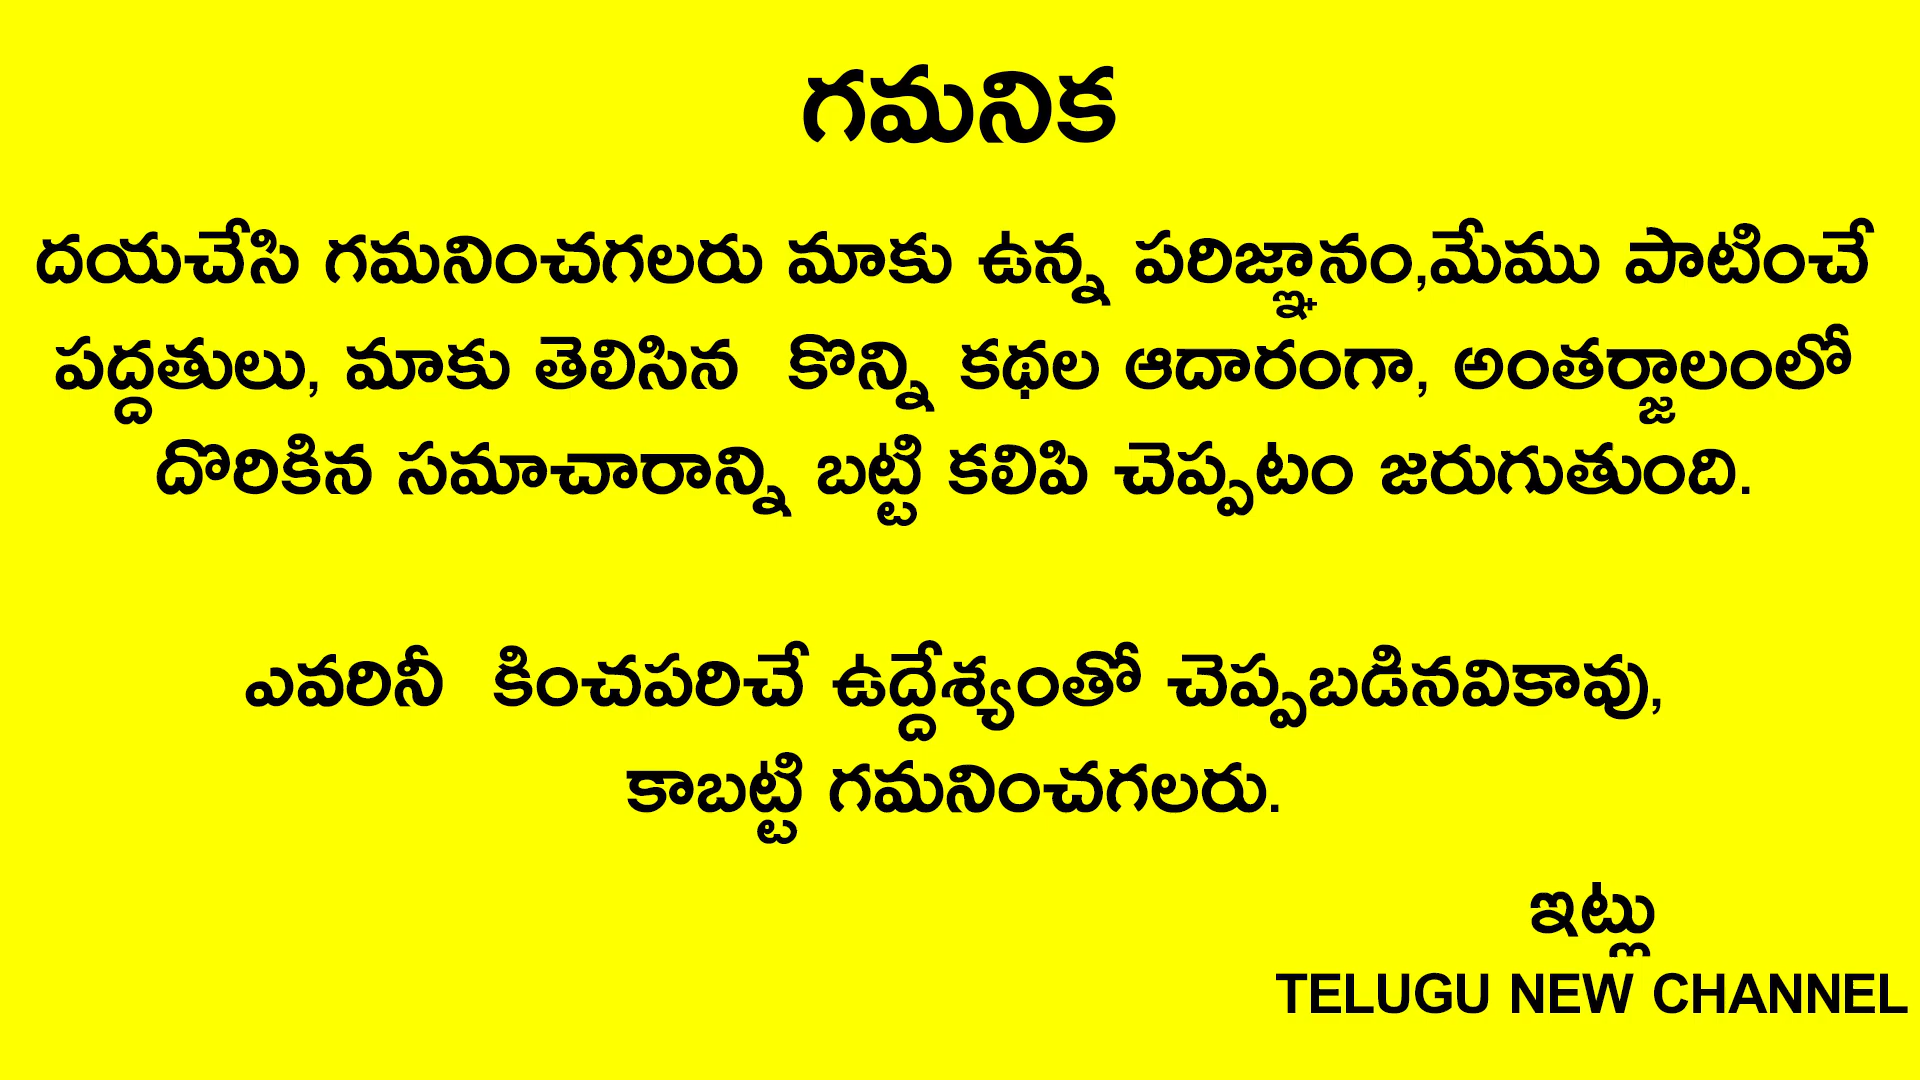 గమనిక
దయచేసి గమనించగలరు మాకు ఉన్న పరిజ్ఞానం,మేము పాటించే
పద్దతులు, మాకు తెలిసిన కొన్ని కథల ఆదారంగా, అంతర్జాలంలో
దొరికిన సమాచారాన్ని బట్టి కలిపి చెప్పటం జరుగుతుంది.
ఎవరినీ కించపరిచే ఉద్దేశ్యంతో చెప్పబడినవికావు,
కాబట్టి గమనించగలరు.
ఇట్లు
TELUGU NEW CHANNEL